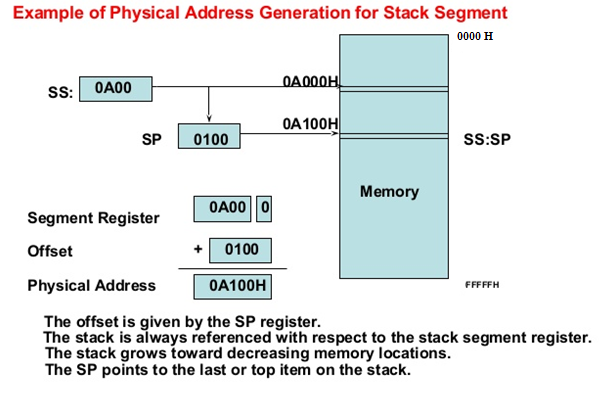 Example of Physical Address Generation for Stack Segment
0000 H
SS: 0A00 0A000H
SP 0100 0A100H SS:SP
Memory
Segment Register 0A00 0
Offset + 0100
Physical Address 0A100H FFFFFH
The offset is given by the SP register.
The stack is always referenced with respect to the stack segment register.
The stack grows toward decreasing memory locations.
The SP points to the last or top item on the stack.